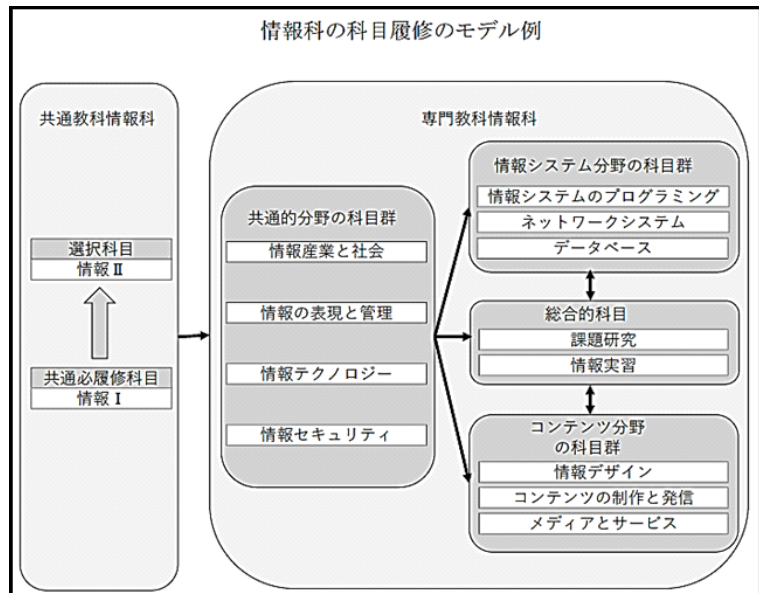 情報科の科目履修のモデル例
共通教科情報科
選択科目
情報Ⅱ
共通必履修科目
情報Ⅰ
専門教科情報科
共通的分野の科目群
情報産業と社会
情報の表現と管理
情報テクノロジー
情報セキュリティ
情報システム分野の科目群
情報システムのプログラミング
ネットワークシステム
データベース
総合的科目
課題研究
情報実習
コンテンツ分野
の科目群
情報デザイン
コンテンツの制作と発信
メディアとサービス